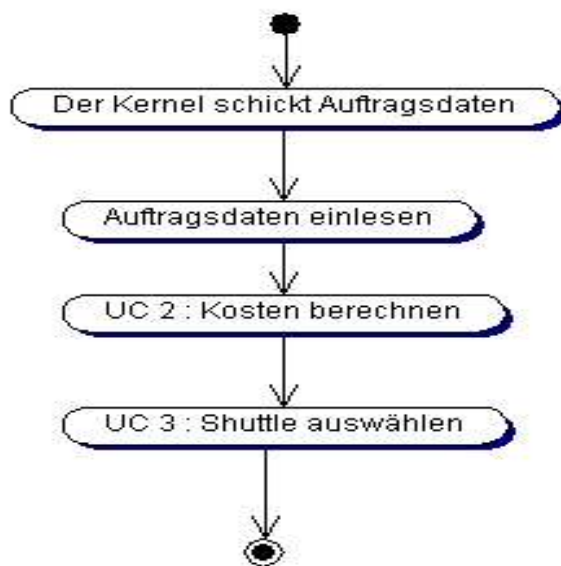 Der Kernel schickt Auftragsdaten
Auftragsdaten einlesen
UC 2 : Kosten berechnen
UC 3 : Shuttle auswählen